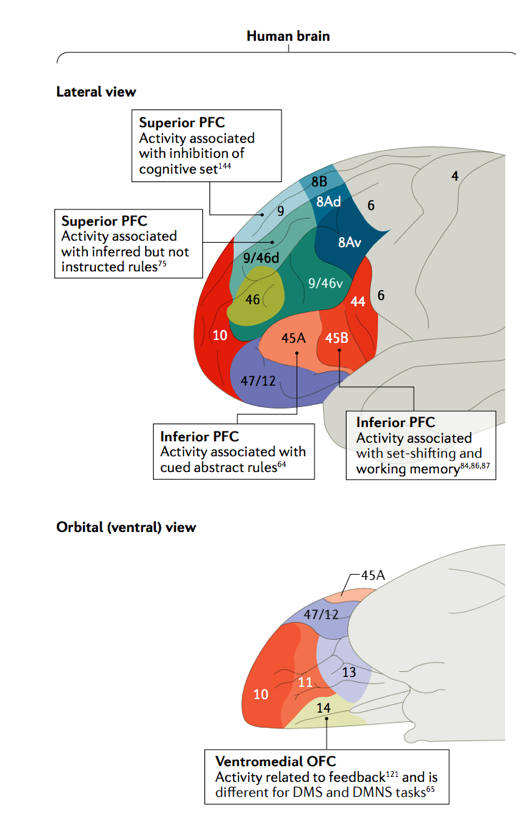 Human brain
Lateral view
Superior PFC
Activity associated
with inhibition of
cognitive set144
8B
4
9
8Ad
6
Superior PFC
Activity associated
with inferred but not
instructed rules75
8Av
9/46d
9/46v
46
44
6
10
45A
45B
47/12
Inferior PFC
Activity associated
with set-shifting and
working memory84,86,87
Inferior PFC
Activity associated with
cued abstract rules64
Orbital (ventral) view
45A
47/12
13
11
10
14
Ventromedial OFC
Activity related to feedback121 and is
different for DMS and DMNS tasks65